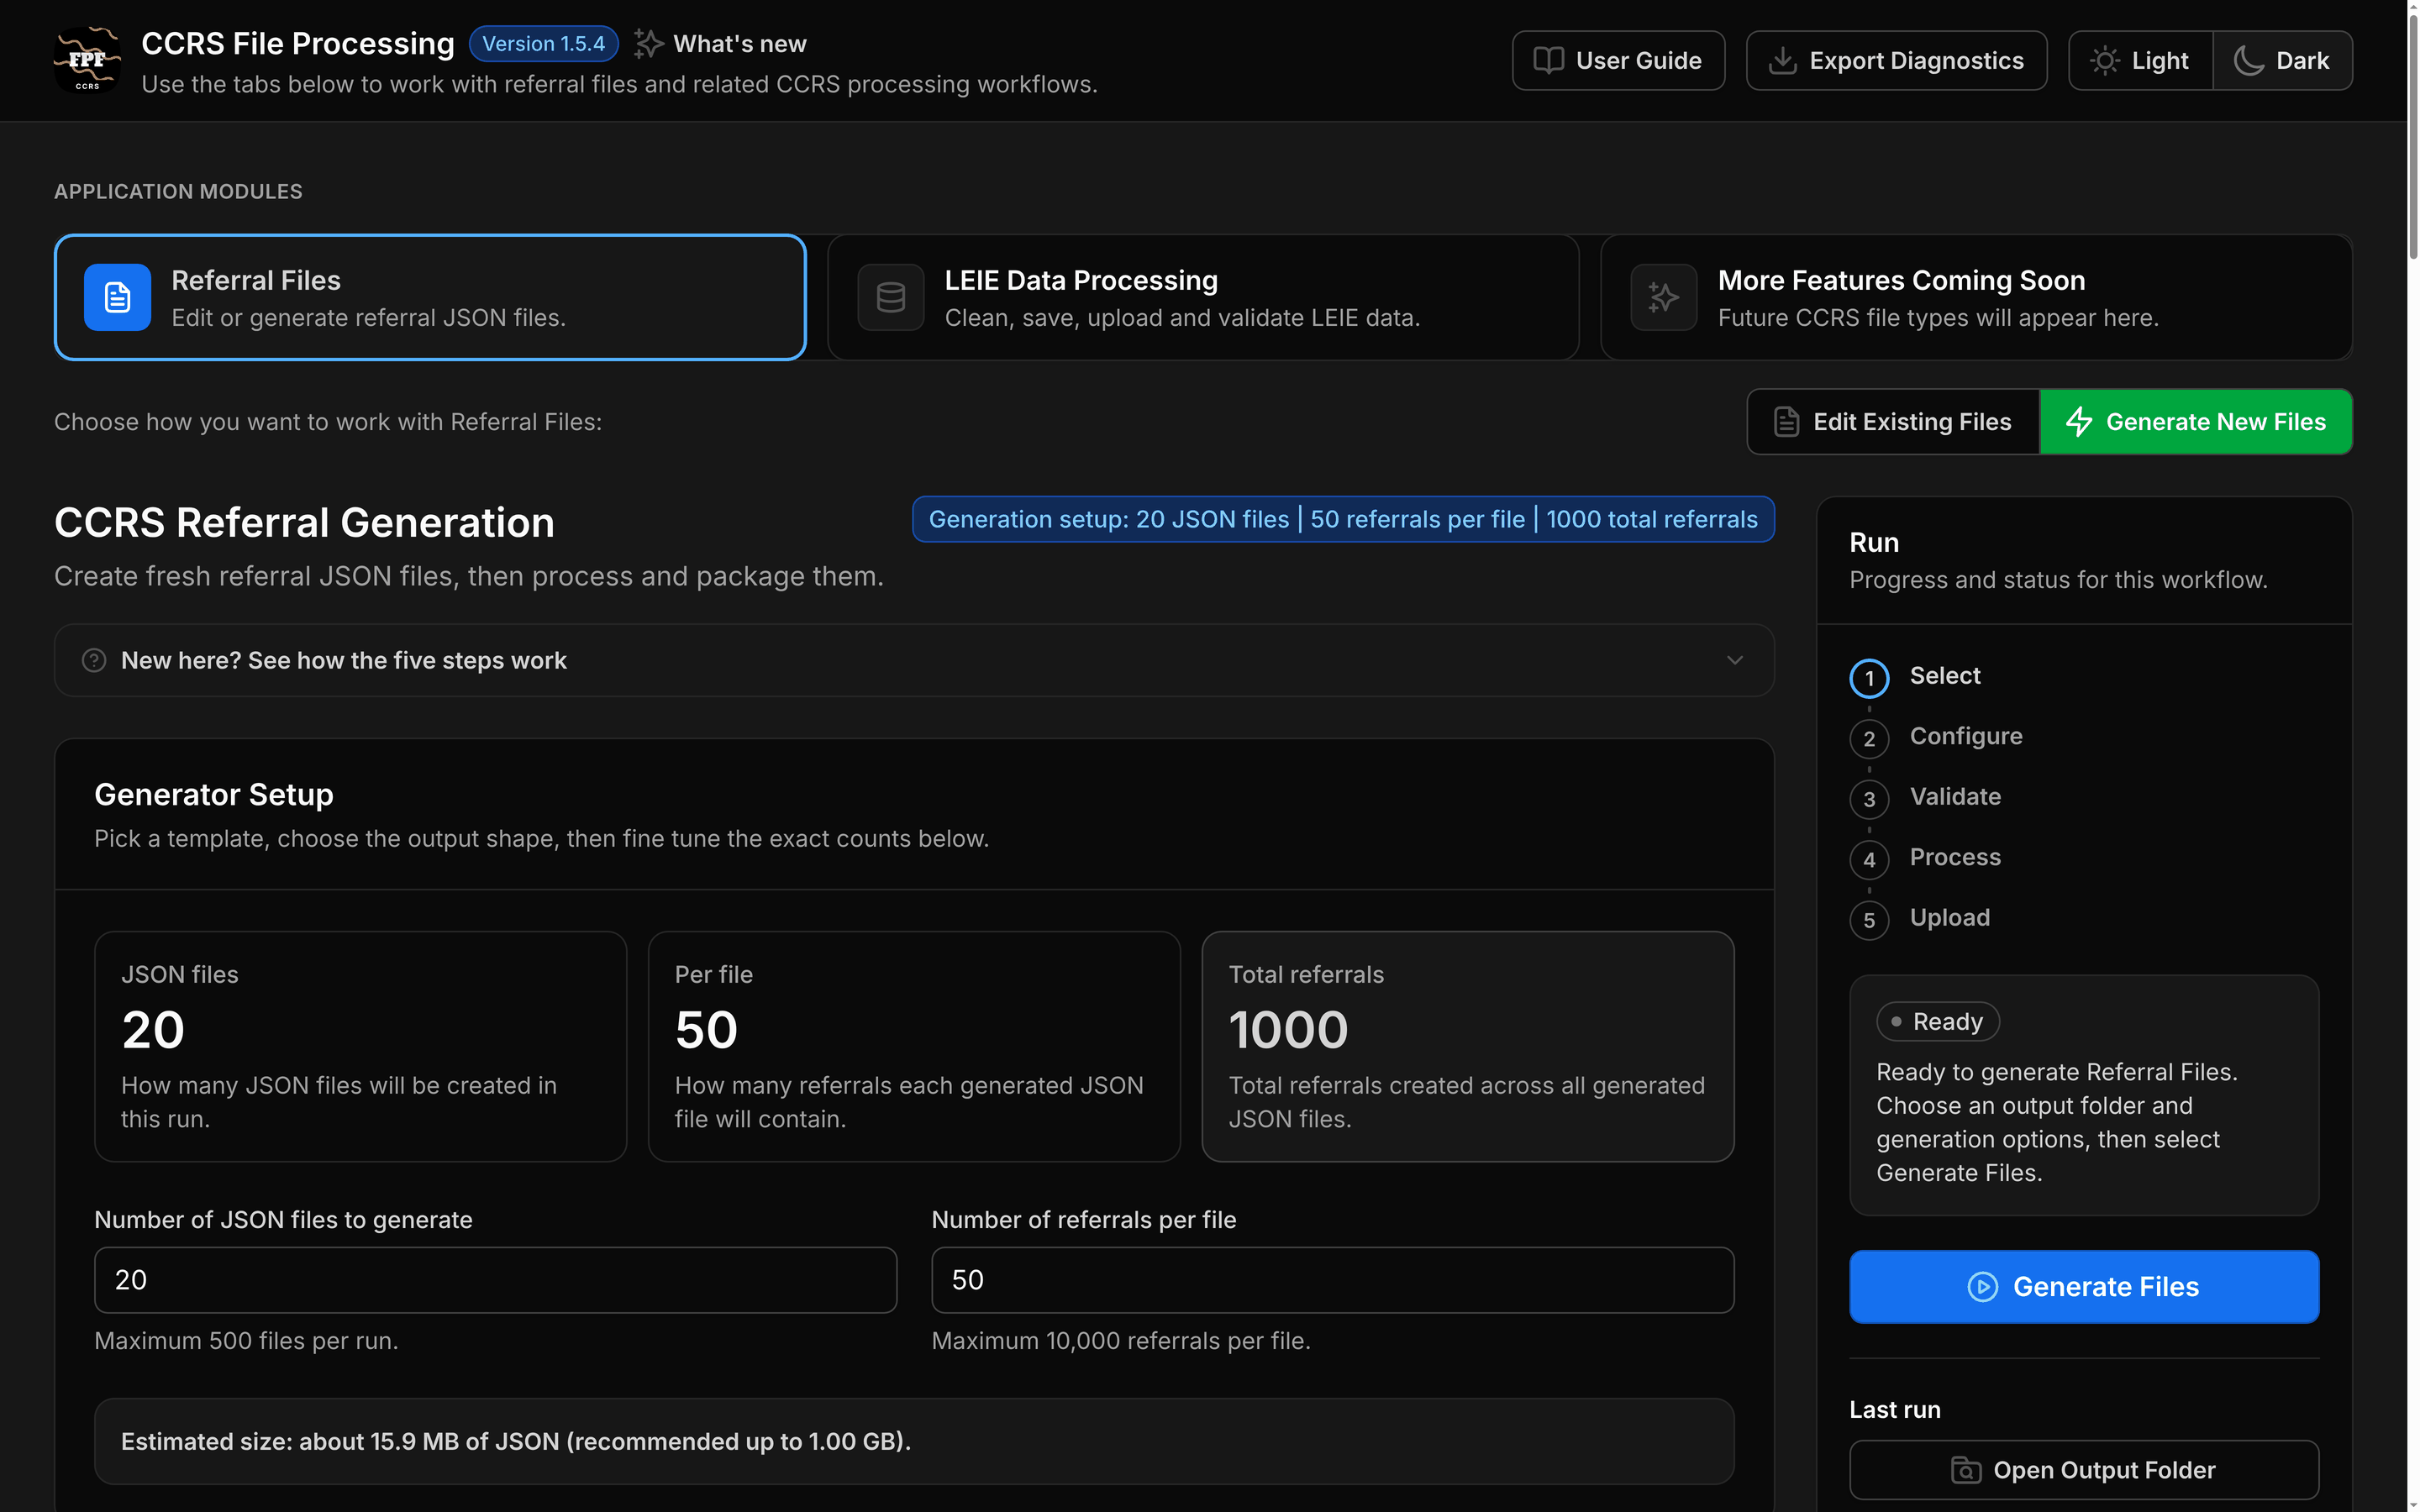 FPF
CCRS
CCRS File Processing
Version 1.5.4
What's new
Use the tabs below to work with referral files and related CCRS processing workflows.
User Guide
Export Diagnostics
Light
Dark
APPLICATION MODULES
Referral Files
Edit or generate referral JSON files.
LEIE Data Processing
Clean, save, upload and validate LEIE data.
More Features Coming Soon
Future CCRS file types will appear here.
Choose how you want to work with Referral Files:
Edit Existing Files
Generate New Files
CCRS Referral Generation
Generation setup: 20 JSON files | 50 referrals per file | 1000 total referrals
Create fresh referral JSON files, then process and package them.
New here? See how the five steps work
Generator Setup
Pick a template, choose the output shape, then fine tune the exact counts below.
JSON files
20
How many JSON files will be created in
this run.
Per file
50
How many referrals each generated JSON
file will contain.
Total referrals
1000
Total referrals created across all generated
JSON files.
Number of JSON files to generate
20
Maximum 500 files per run.
Number of referrals per file
50
Maximum 10,000 referrals per file.
Estimated size: about 15.9 MB of JSON (recommended up to 1.00 GB).
Run
Progress and status for this workflow.
1 Select
2 Configure
3 Validate
4 Process
5 Upload
Ready
Ready to generate Referral Files.
Choose an output folder and
generation options, then select
Generate Files.
Generate Files
Last run
Open Output Folder